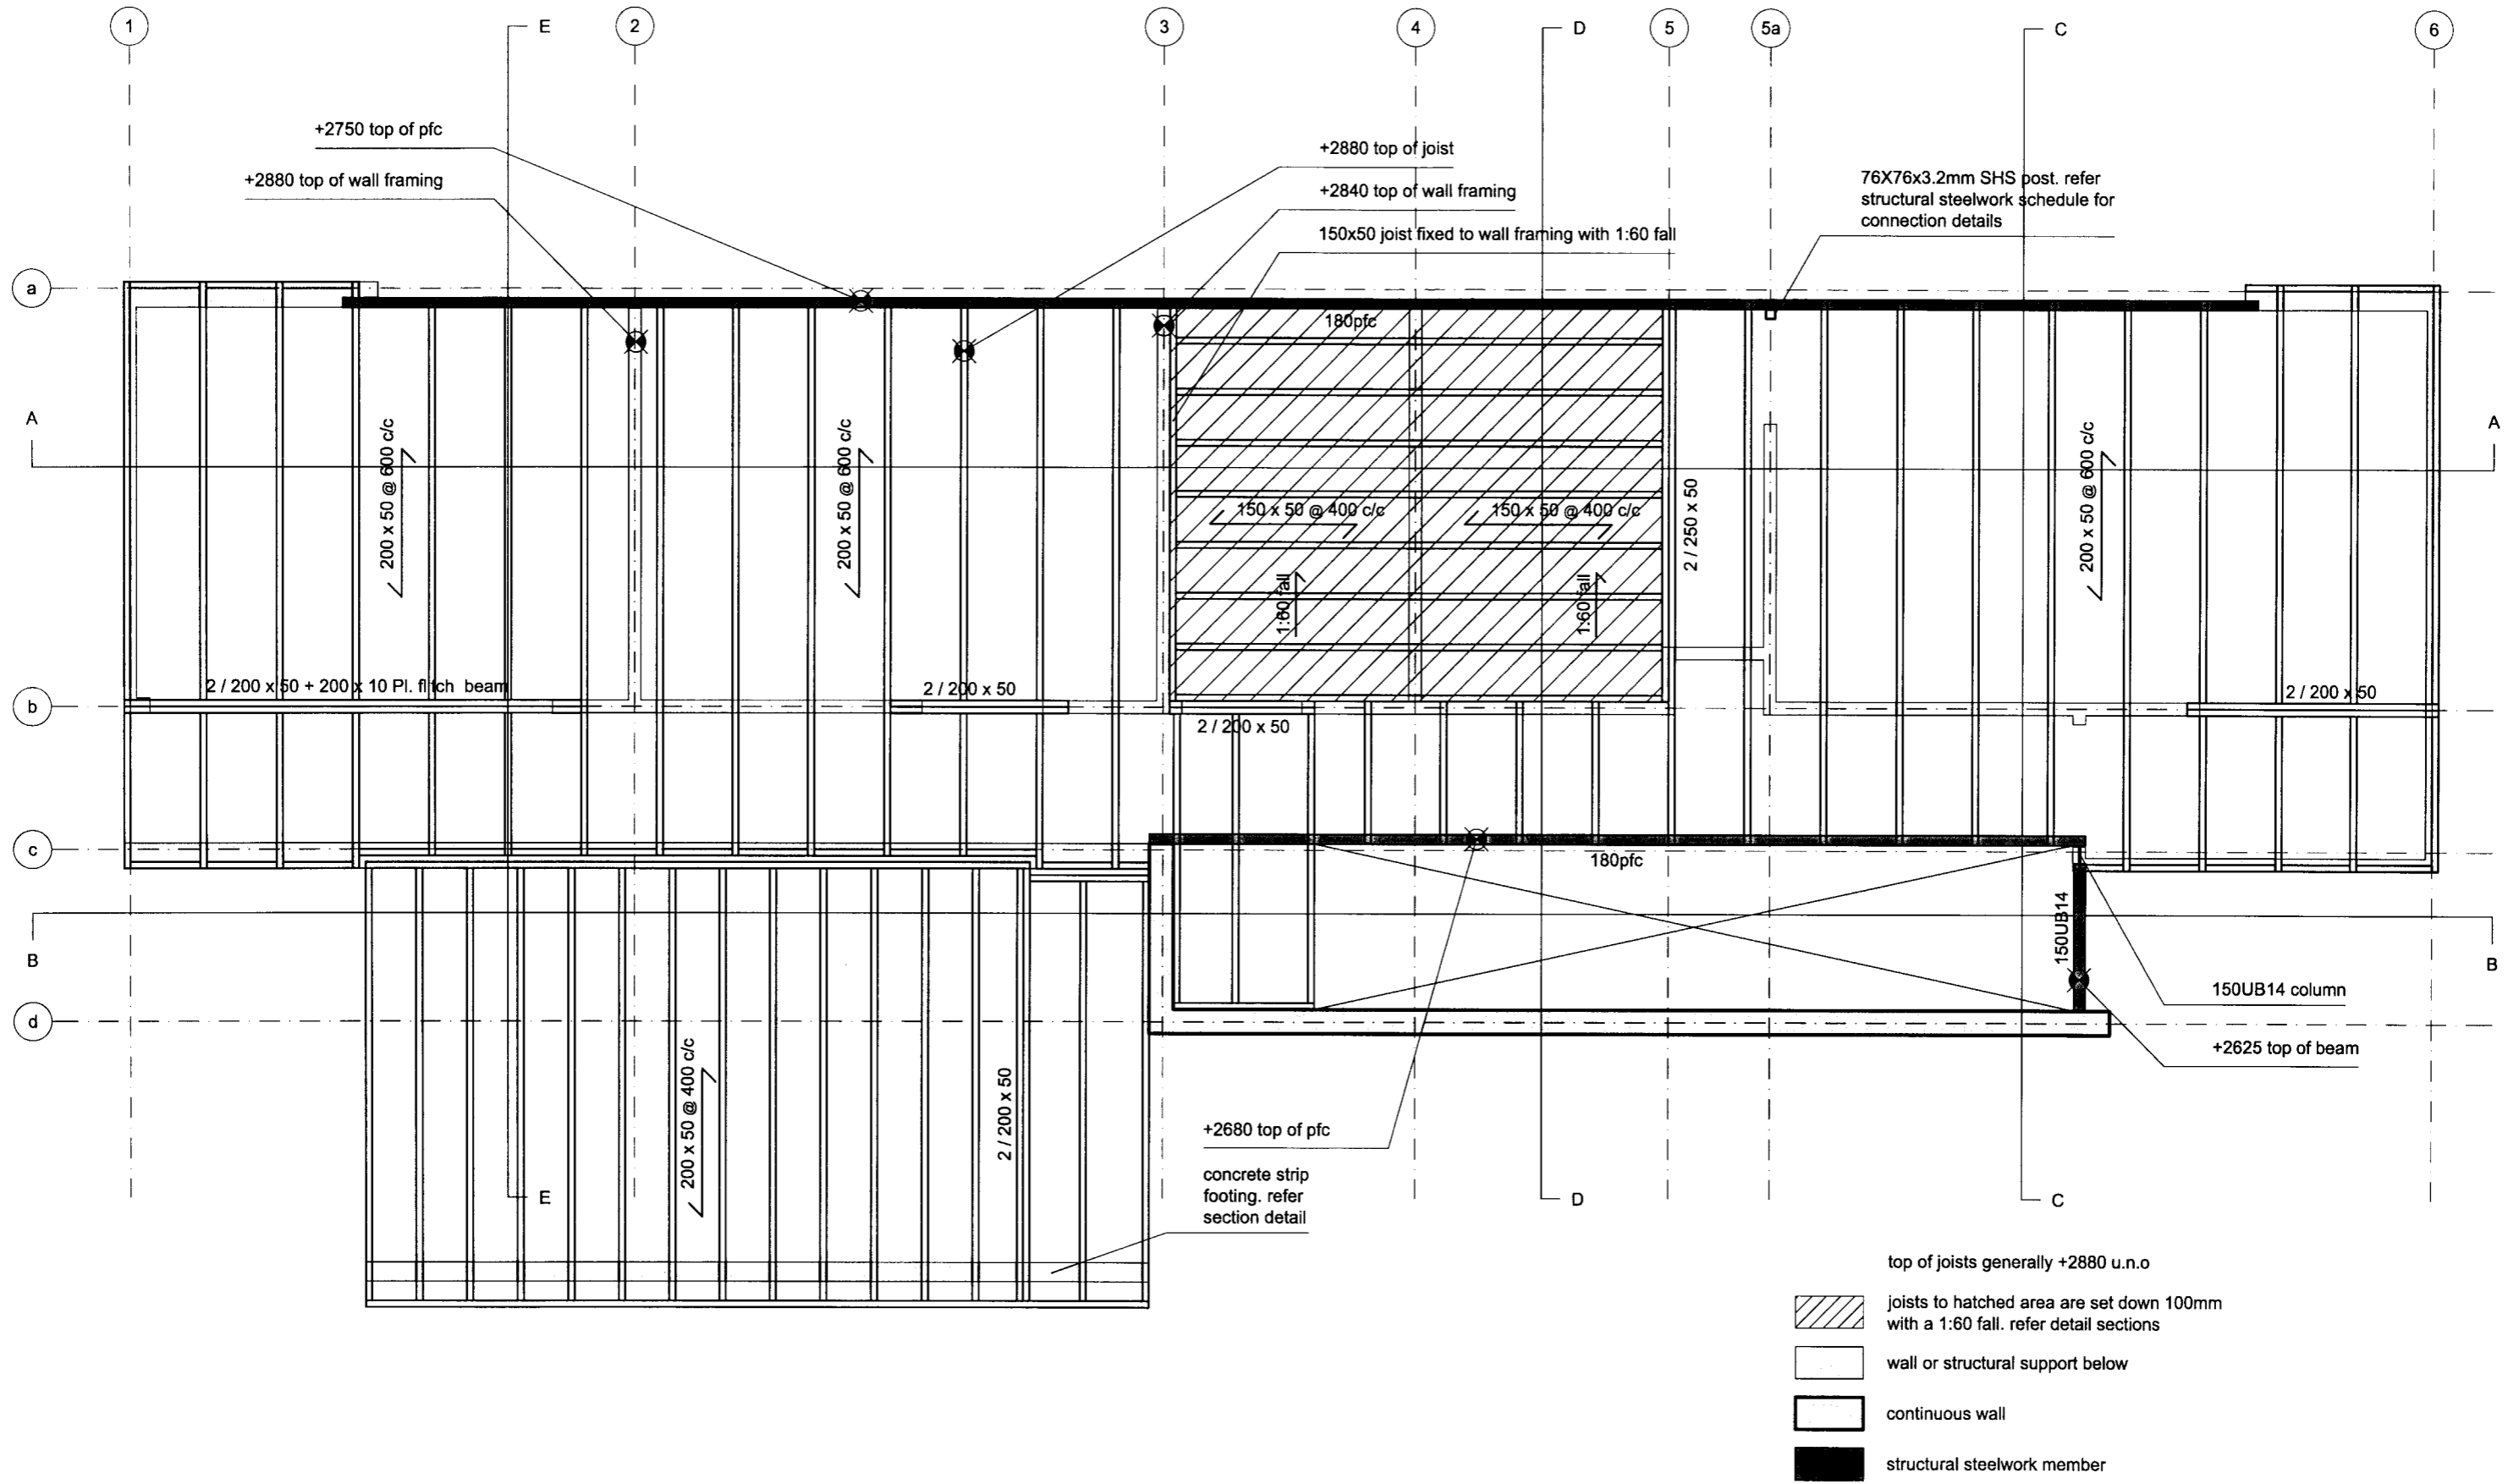 1
E
2
3
4
D
5
5a
C
6
+2750 top of pfc
+2880 top of joist
+2880 top of wall framing
+2840 top of wall framing
76X76x3.2mm SHS post. refer
structural steelwork schedule for
connection details
150x50 joist fixed to wall framing with 1:60 fall
a
180pfc
A
A
200 x 50 @ 600 c/c
200 x 50 @ 600 c/c
150 x 50 @ 400 c/c
150 x 50 @ 400 c/c
2 / 250 x 50
200 x 50 @ 600 c/c
1:60 fall
1:60 fall
2 / 200 x 50 + 200 x 10 Pl. flitch beam
2 / 200 x 50
2 / 200 x 50
b
2 / 200 x 50
c
180pfc
150UB14
B
B
150UB14 column
d
+2625 top of beam
200 x 50 @ 400 c/c
2 / 200 x 50
+2680 top of pfc
concrete strip
footing. refer
section detail
E
D
C
top of joists generally +2880 u.n.o
joists to hatched area are set down 100mm
with a 1:60 fall. refer detail sections
wall or structural support below
continuous wall
structural steelwork member